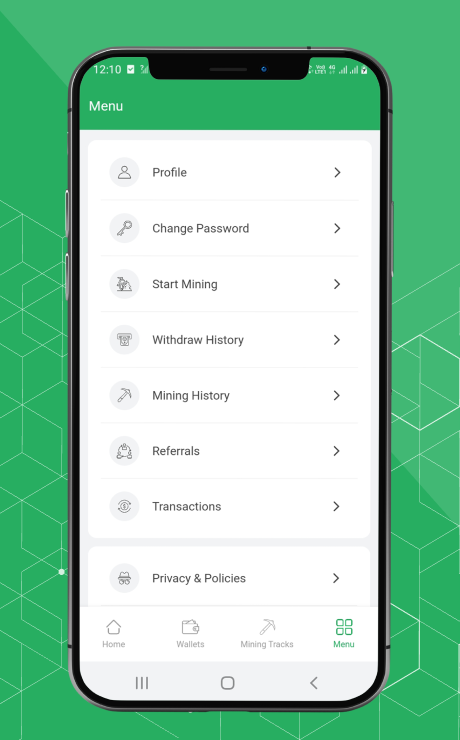 12:10
4G
Menu
Profile
Change Password
Start Mining
Withdraw History
Mining History
Referrals
Transactions
Privacy & Policies
Home
Wallets
Mining Tracks
Menu